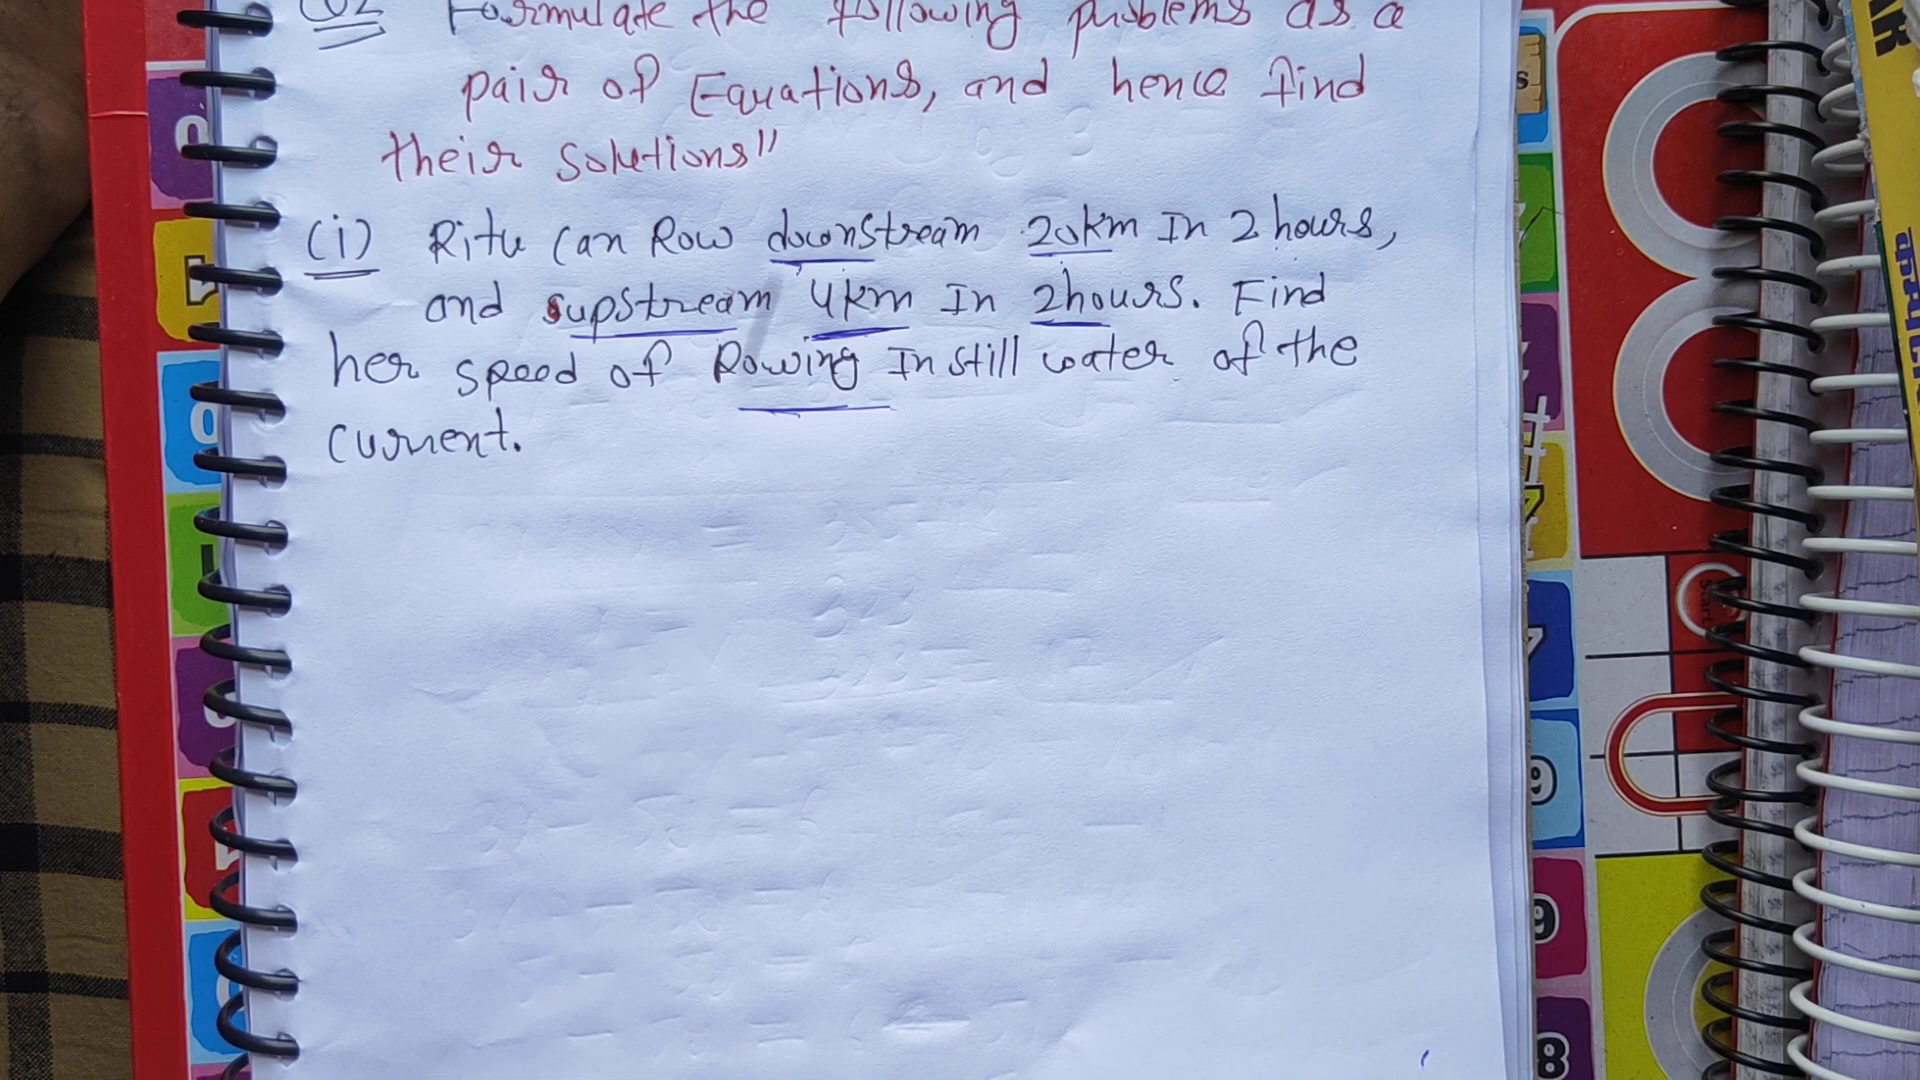 Q2 Formulate the following problems as a
pair of Equations, and hence find
their solutions"
(i) Ritu can Row downstream 20km In 2 hours,
and supstream 4km In 2hours. Find
her speed of Rowing In still water of the
current.